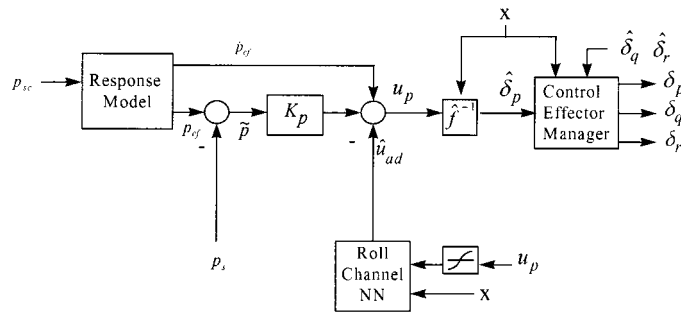 x
p_sc
Response
Model
ṗ_cf
p_cf
-
p̃
K_p
u_p
-
û_ad
f̂⁻¹
δ̂_p
δ̂_q δ̂_r
Control
Effector
Manager
δ_p
δ_q
δ_r
p_s
Roll
Channel
NN
u_p
x